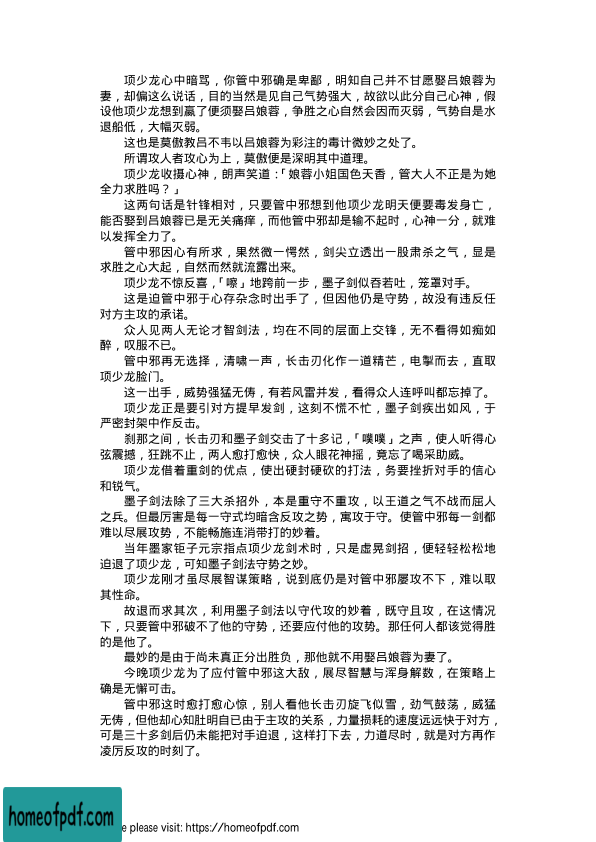 项少龙心中暗骂，你管中邪确是卑鄙，明知自己并不甘愿娶吕娘蓉为
妻，却偏这么说话，目的当然是见自己气势强大，故欲以此分自己心神，假
设他项少龙想到赢了便须娶吕娘蓉，争胜之心自然会因而灭弱，气势自是水
退船低，大幅灭弱。
这也是莫傲教吕不韦以吕娘蓉为彩注的毒计微妙之处了。
所谓攻人者攻心为上，莫傲便是深明其中道理。
项少龙收摄心神，朗声笑道：「娘蓉小姐国色天香，管大人不正是为她
全力求胜吗？」
这两句话是针锋相对，只要管中邪想到他项少龙明天便要毒发身亡，
能否娶到吕娘蓉已是无关痛痒，而他管中邪却是输不起时，心神一分，就难
以发挥全力了。
管中邪因心有所求，果然微一愕然，剑尖立透出一股肃杀之气，显是
求胜之心大起，自然而然就流露出来。
项少龙不惊反喜，「嚓」地跨前一步，墨子剑似吞若吐，笼罩对手。
这是迫管中邪于心存杂念时出手了，但因他仍是守势，故没有违反任
对方主攻的承诺。
众人见两人无论才智剑法，均在不同的层面上交锋，无不看得如痴如
醉，叹服不已。
管中邪再无选择，清啸一声，长击刃化作一道精芒，电掣而去，直取
项少龙脸门。
这一出手，威势强猛无俦，有若风雷并发，看得众人连呼叫都忘掉了。
项少龙正是要引对方提早发剑，这刻不慌不忙，墨子剑疾出如风，于
严密封架中作反击。
刹那之间，长击刃和墨子剑交击了十多记，「噗噗」之声，使人听得心
弦震撼，狂跳不止，两人愈打愈快，众人眼花神摇，竟忘了喝采助威。
项少龙借着重剑的优点，使出硬封硬砍的打法，务要挫折对手的信心
和锐气。
墨子剑法除了三大杀招外，本是重守不重攻，以王道之气不战而屈人
之兵。但最厉害是每一守式均暗含反攻之势，寓攻于守。使管中邪每一剑都
难以尽展攻势，不能畅施连消带打的妙着。
当年墨家钜子元宗指点项少龙剑术时，只是虚晃剑招，便轻轻松松地
迫退了项少龙，可知墨子剑法守势之妙。
项少龙刚才虽尽展智谋策略，说到底仍是对管中邪屡攻不下，难以取
其性命。
故退而求其次，利用墨子剑法以守代攻的妙着，既守且攻，在这情况
下，只要管中邪破不了他的守势，还要应付他的攻势。那任何人都该觉得胜
的是他了。
最妙的是由于尚未真正分出胜负，那他就不用娶吕娘蓉为妻了。
今晚项少龙为了应付管中邪这大敌，展尽智慧与浑身解数，在策略上
确是无懈可击。
管中邪这时愈打愈心惊，别人看他长击刃旋飞似雪，劲气鼓荡，威猛
无俦，但他却心知肚明自已由于主攻的关系，力量损耗的速度远远快于对方，
可是三十多剑后仍未能把对手迫退，这样打下去，力道尽时，就是对方再作
凌厉反攻的时刻了。
homeofpdf.com
e please visit: https://homeofpdf.com